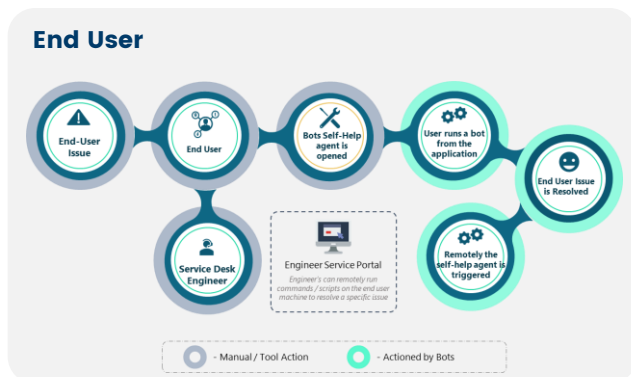 End User
End-User
Issue
End User
Bots Self-Help
agent is
opened
User runs a bot
from the
application
End User Issue
is Resolved
Service Desk
Engineer
Engineer Service Portal
Engineer's can remotely run
commands / scripts on the end user
machine to resolve a specific issue
Remotely the
self-help agent is
triggered
- Manual / Tool Action
- Actioned by Bots